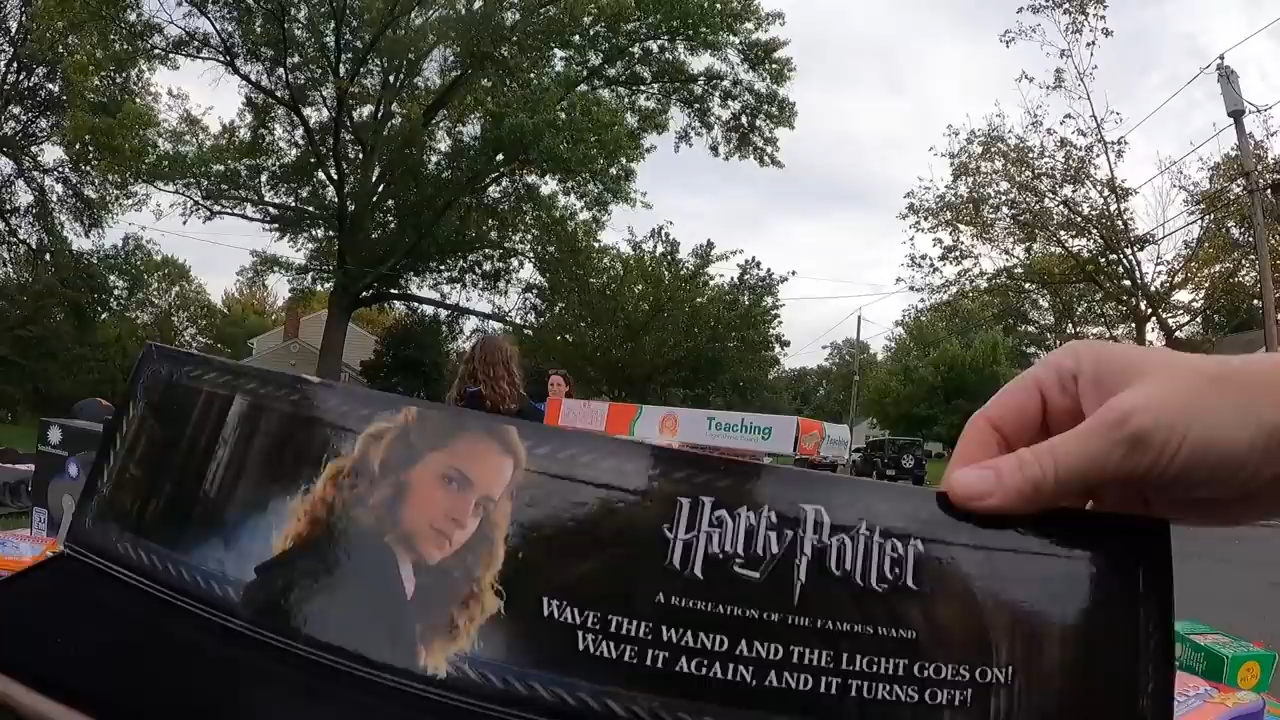 Teaching
Teaching
Harry Potter
A RECREATION OF THE FAMOUS WAND
WAVE THE WAND AND THE LIGHT GOES ON!
WAVE IT AGAIN, AND IT TURNS OFF!